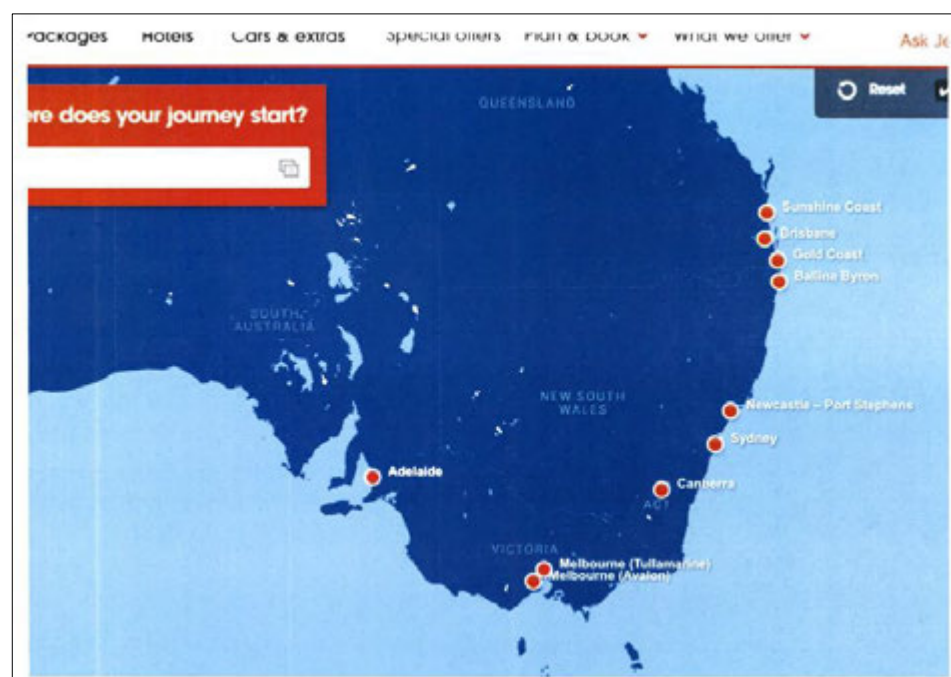 Packages Hotels Cars & extras Special offers Plan & book What we offer Ask Je
ere does your journey start?
Reset
QUEENSLAND
Sunshine Coast
Brisbane
Gold Coast
Ballina Byron
SOUTH
AUSTRALIA
NEW SOUTH
WALES
Newcastle – Port Stephens
Sydney
Adelaide
Canberra
ACT
VICTORIA
Melbourne (Tullamarine)
Melbourne (Avalon)